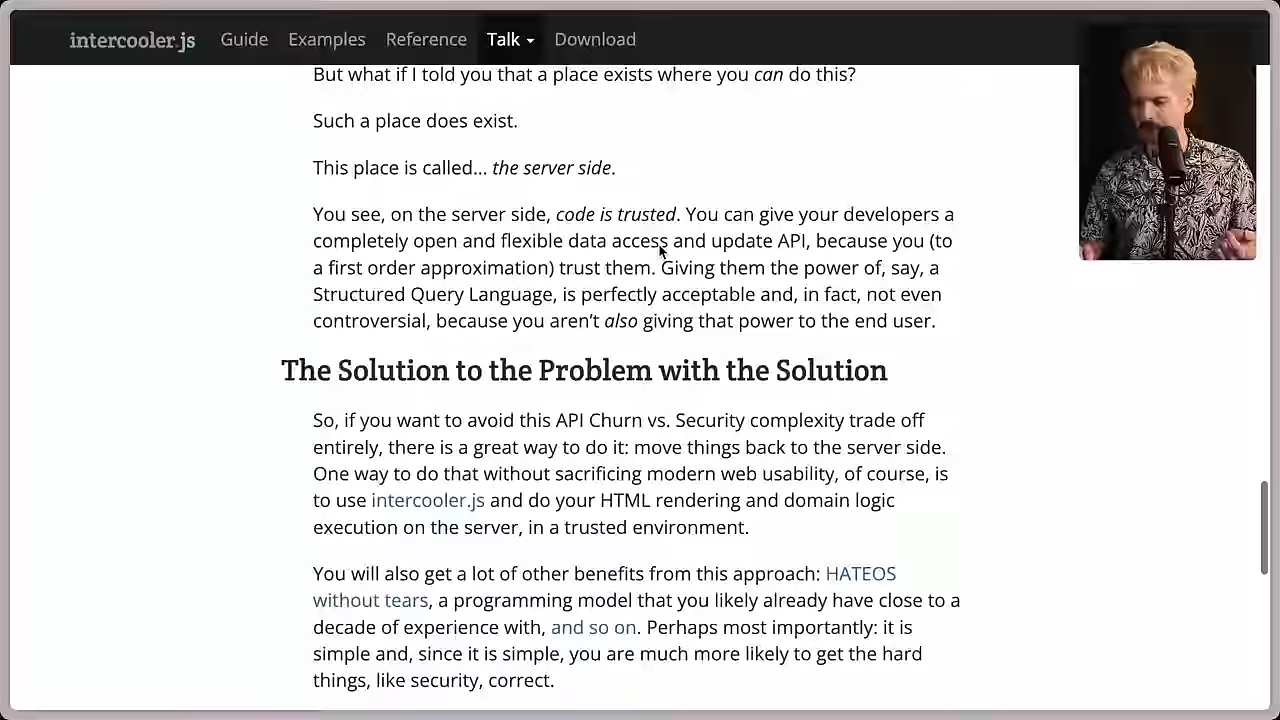 intercooler.js Guide Examples Reference Talk Download
But what if I told you that a place exists where you can do this?
Such a place does exist.
This place is called... the server side.
You see, on the server side, code is trusted. You can give your developers a
completely open and flexible data access and update API, because you (to
a first order approximation) trust them. Giving them the power of, say, a
Structured Query Language, is perfectly acceptable and, in fact, not even
controversial, because you aren’t also giving that power to the end user.
The Solution to the Problem with the Solution
So, if you want to avoid this API Churn vs. Security complexity trade off
entirely, there is a great way to do it: move things back to the server side.
One way to do that without sacrificing modern web usability, of course, is
to use intercooler.js and do your HTML rendering and domain logic
execution on the server, in a trusted environment.
You will also get a lot of other benefits from this approach: HATEOS
without tears, a programming model that you likely already have close to a
decade of experience with, and so on. Perhaps most importantly: it is
simple and, since it is simple, you are much more likely to get the hard
things, like security, correct.